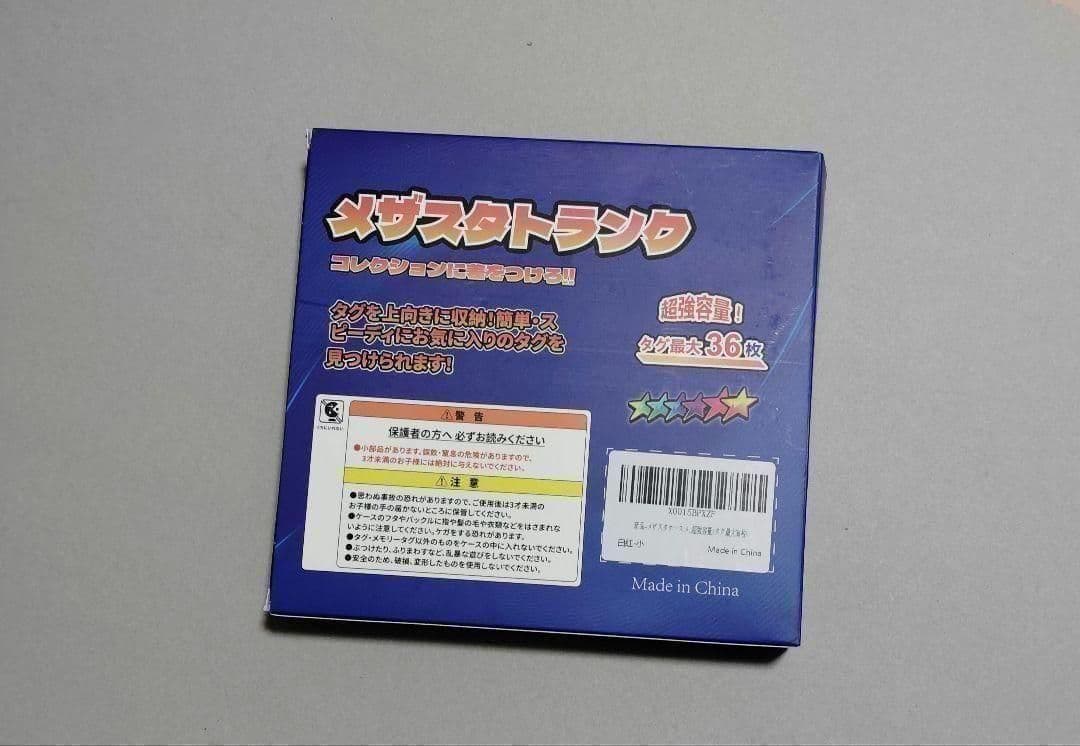 メザスタトランク
コレクションに差をつけろ!!
タグを上向きに収納!簡単・ス
ピーディにお気に入りのタグを
見つけられます!
超強容量!
タグ最大36枚
⚠警 告
保護者の方へ 必ずお読みください
●小部品があります。誤飲・窒息の危険がありますので、
3才未満のお子様には絶対に与えないでください。
⚠注 意
●思わぬ事故の恐れがありますので、ご使用後は3才未満の
お子様の手の届かないところに保管してください。
●ケースのフタやバックルに指や髪の毛や衣類などをはさまれな
いように注意してください。ケガをする恐れがあります。
●タグ・メモリータグ以外のものをケースの中に入れないでください。
●ぶつけたり、ふりまわすなど、乱暴な遊びをしないでください。
●安全のため、破損、変形したものを使用しないでください。
X0015BPXZF
白紅-小
Made in China
Made in China